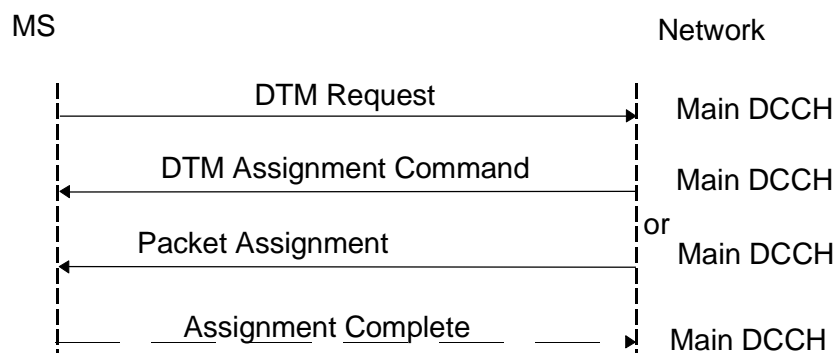 MS
Network
DTM Request
Main DCCH
DTM Assignment Command
Main DCCH
or
Packet Assignment
Main DCCH
Assignment Complete
Main DCCH